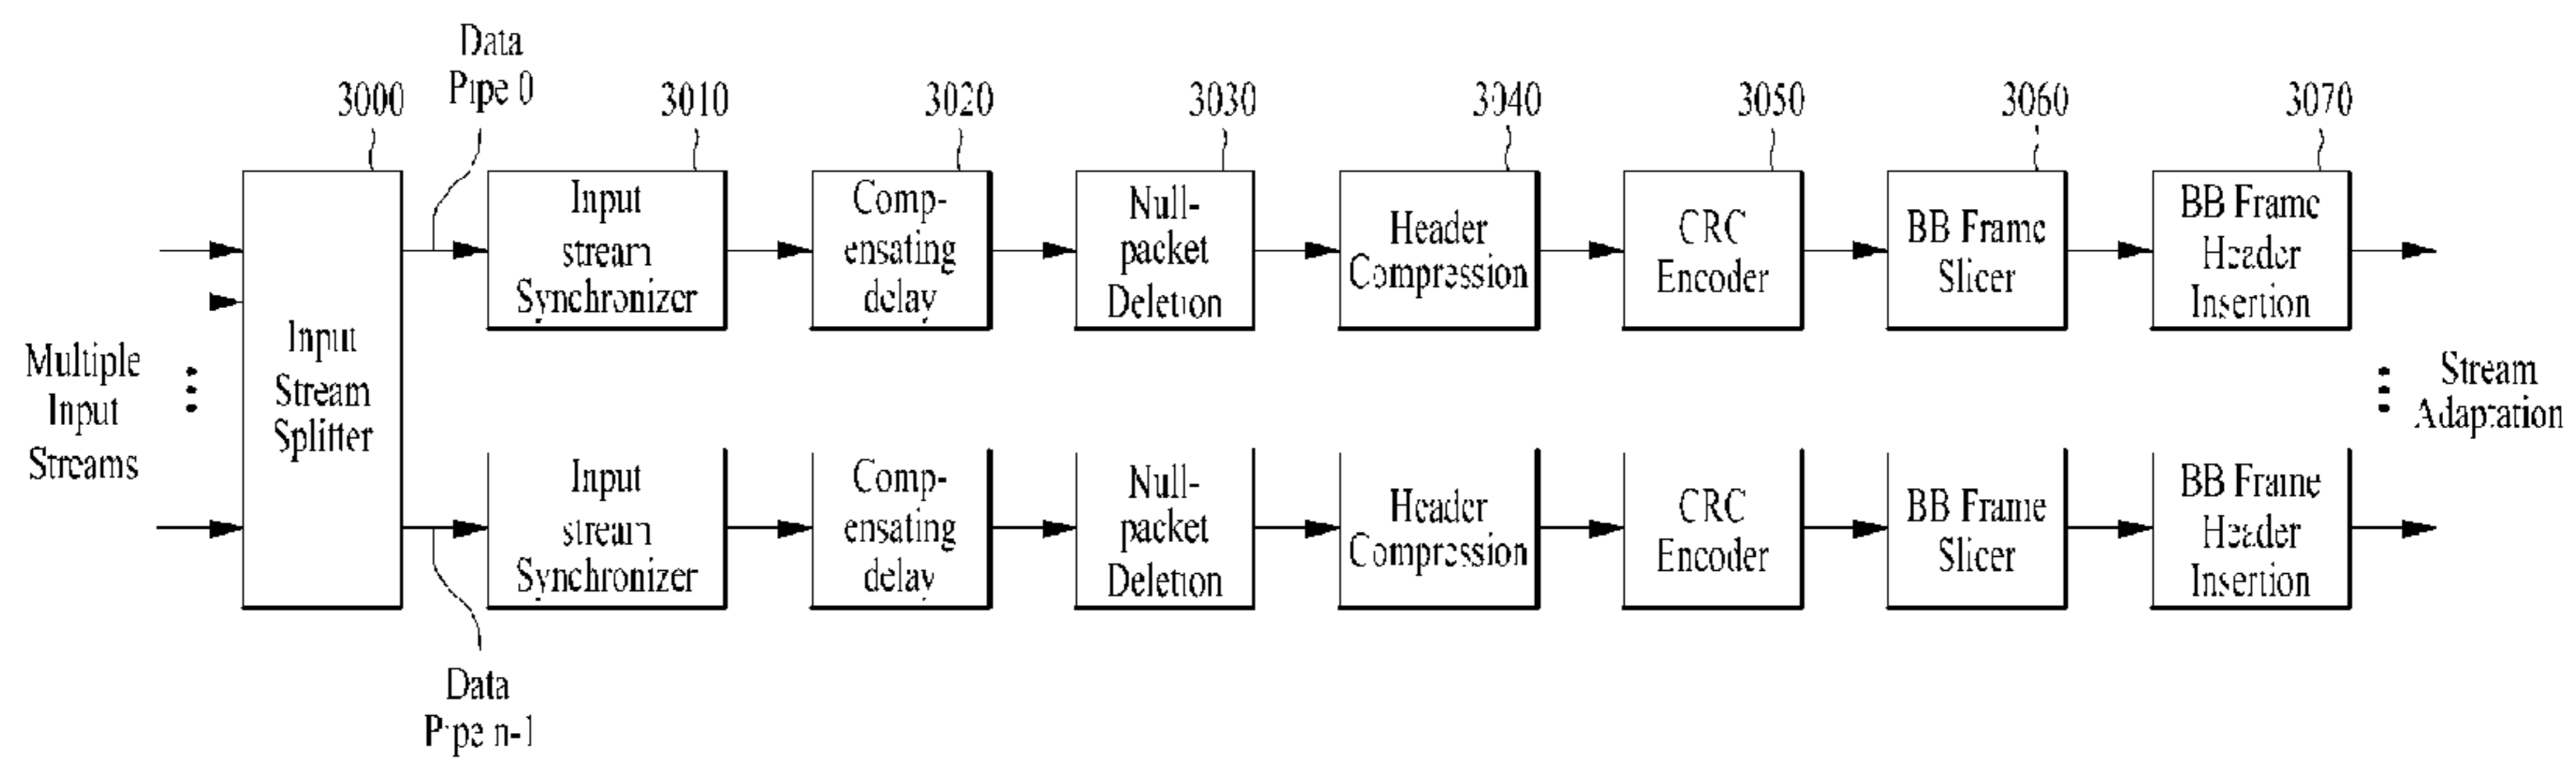 Data
Pipe 0
3000
3010
3020
3030
3040
3050
3060
3070
Multiple
Input
Streams
Input
Stream
Splitter
Input
stream
Synchronizer
Comp-
ensating
delay
Null-
packet
Deletion
Header
Compression
CRC
Encoder
BB Frame
Slicer
BB Frame
Header
Insertion
Stream
Adaptation
Input
stream
Synchronizer
Comp-
ensating
delay
Null-
packet
Deletion
Header
Compression
CRC
Encoder
BB Frame
Slicer
BB Frame
Header
Insertion
Data
Pipe n-1